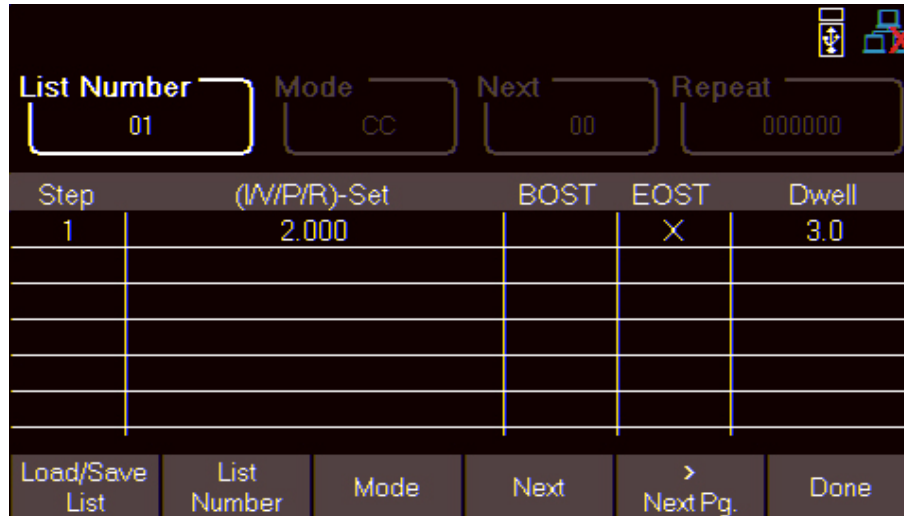 List Number Mode Next Repeat
01 CC 00 000000
Step (I/V/P/R)-Set BOST EOST Dwell
1 2.000 X 3.0
Load/Save List Mode Next > Done
List Number Next Pg.